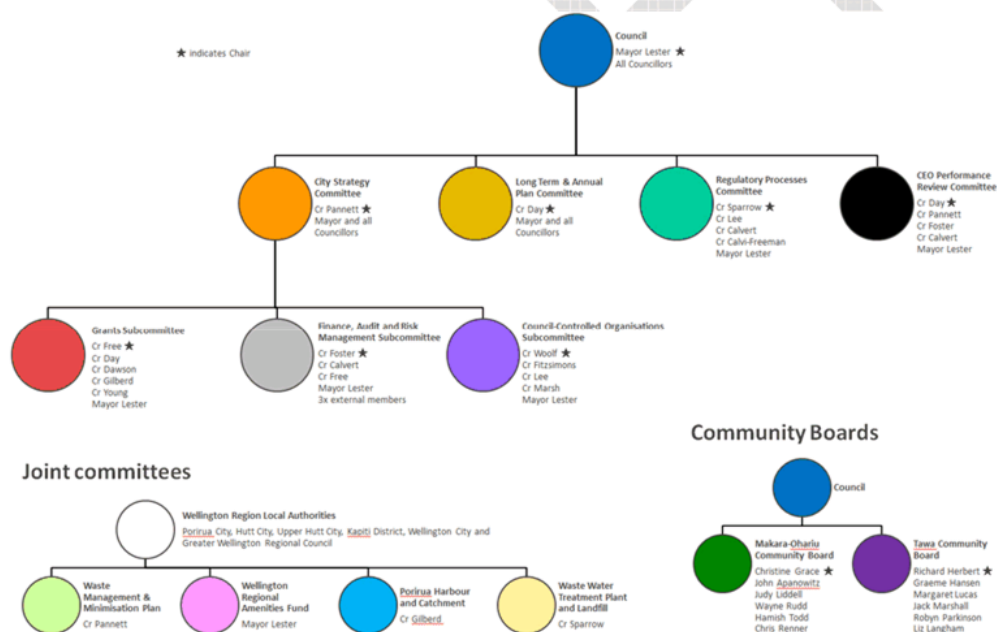 ★ indicates Chair
Council
Mayor Lester ★
All Councillors
City Strategy
Committee
Cr Pannett ★
Mayor and all
Councillors
Long Term & Annual
Plan Committee
Cr Day ★
Mayor and all
Councillors
Regulatory Processes
Committee
Cr Sparrow ★
Cr Lee
Cr Calvert
Cr Calvi-Freeman
Mayor Lester
CEO Performance
Review Committee
Cr Day ★
Cr Pannett
Cr Foster
Cr Calvert
Mayor Lester
Grants Subcommittee
Cr Free ★
Cr Day
Cr Dawson
Cr Gilberd
Cr Young
Mayor Lester
Finance, Audit and Risk
Management Subcommittee
Cr Foster ★
Cr Calvert
Cr Free
Mayor Lester
3x external members
Council-Controlled Organisations
Subcommittee
Cr Woolf ★
Cr Fitzsimons
Cr Lee
Cr Marsh
Mayor Lester
Joint committees
Wellington Region Local Authorities
Porirua City, Hutt City, Upper Hutt City, Kapiti District, Wellington City and
Greater Wellington Regional Council
Waste
Management &
Minimisation Plan
Cr Pannett
Wellington
Regional
Amenities Fund
Mayor Lester
Porirua Harbour
and Catchment
Cr Gilberd
Waste Water
Treatment Plant
and Landfill
Cr Sparrow
Community Boards
Council
Makara-Ohariu
Community Board
Christine Grace ★
John Apanowitz
Judy Liddell
Wayne Rudd
Hamish Todd
Chris Renner
Tawa Community
Board
Richard Herbert ★
Graeme Hansen
Margaret Lucas
Jack Marshall
Robyn Parkinson
Liz Langham